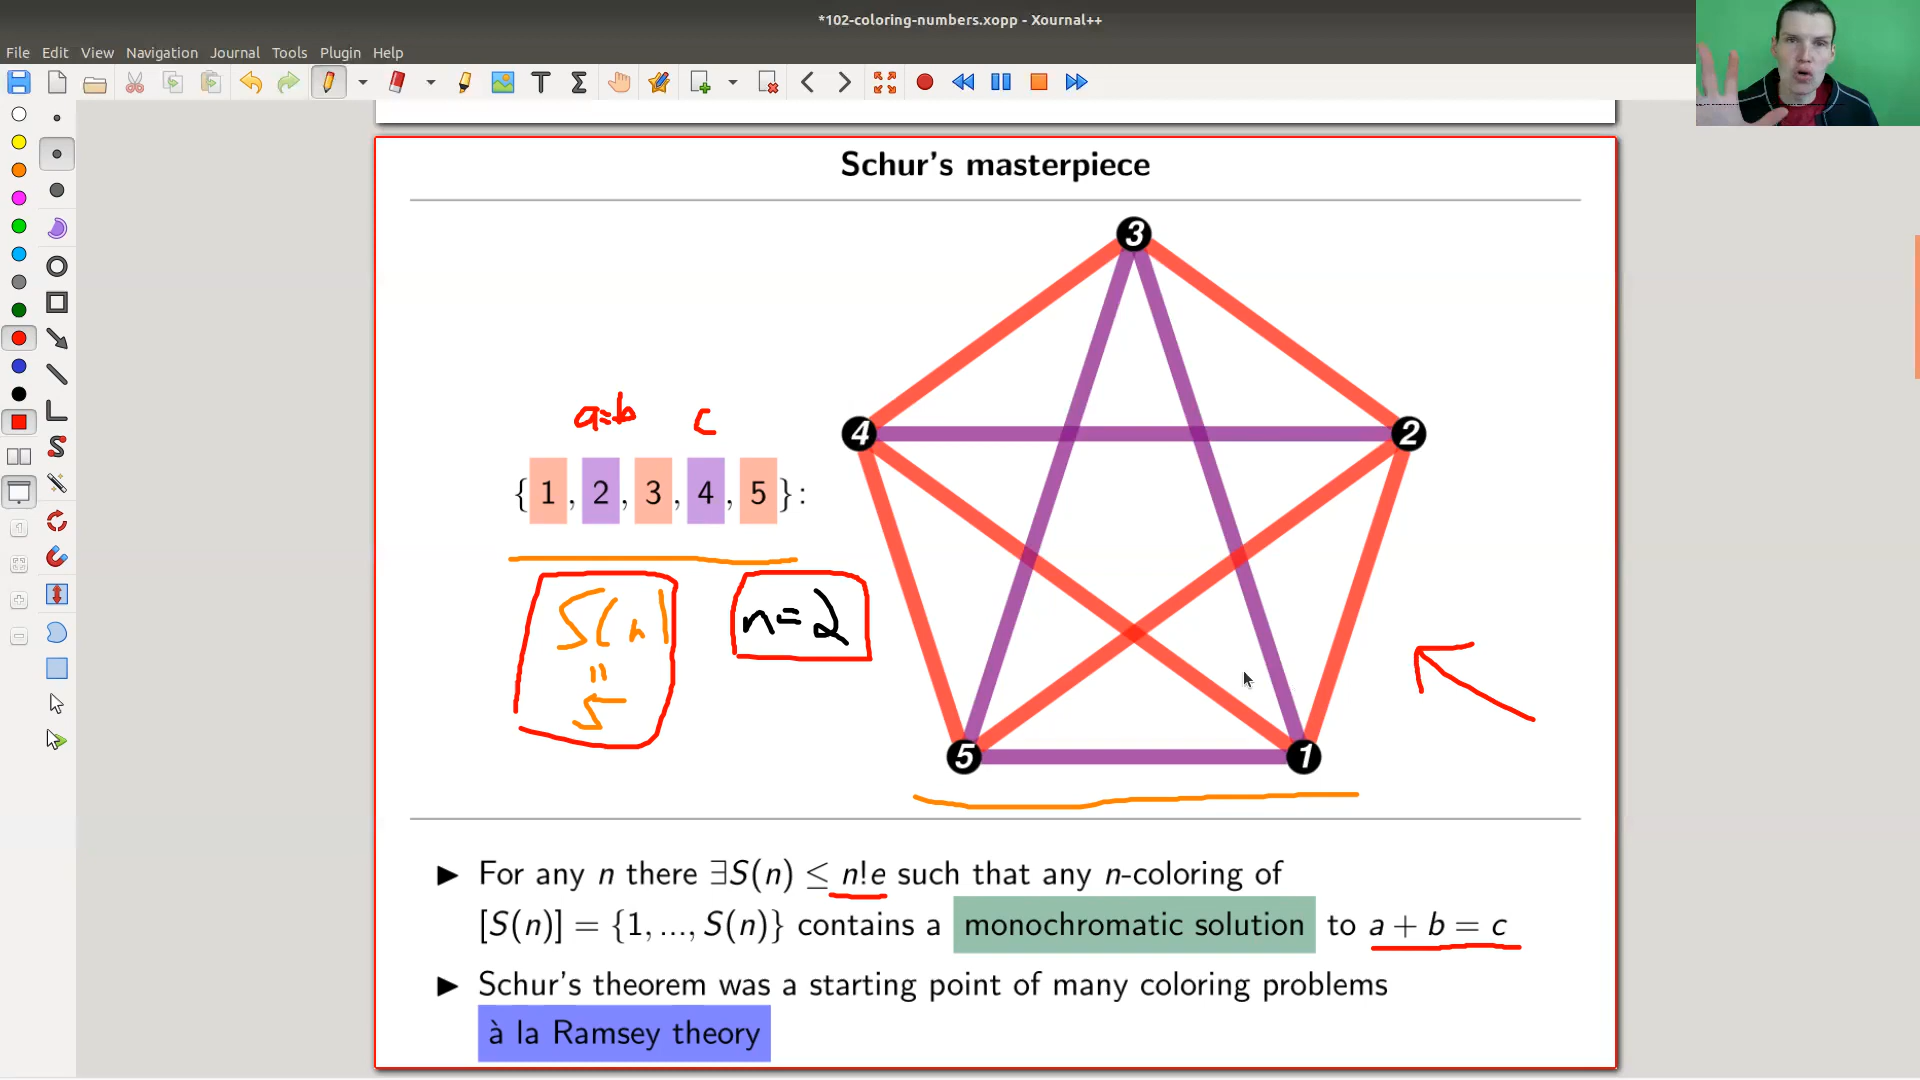 *102-coloring-numbers.xopp - Xournal++
File Edit View Navigation Journal Tools Plugin Help
Schur's masterpiece
3
4
2
5
1
a=b c
{1, 2, 3, 4, 5}:
S(n)
=
5
n=2
► For any n there ∃S(n) ≤ n!e such that any n-coloring of
[S(n)] = {1, ..., S(n)} contains a monochromatic solution to a + b = c
► Schur's theorem was a starting point of many coloring problems
à la Ramsey theory